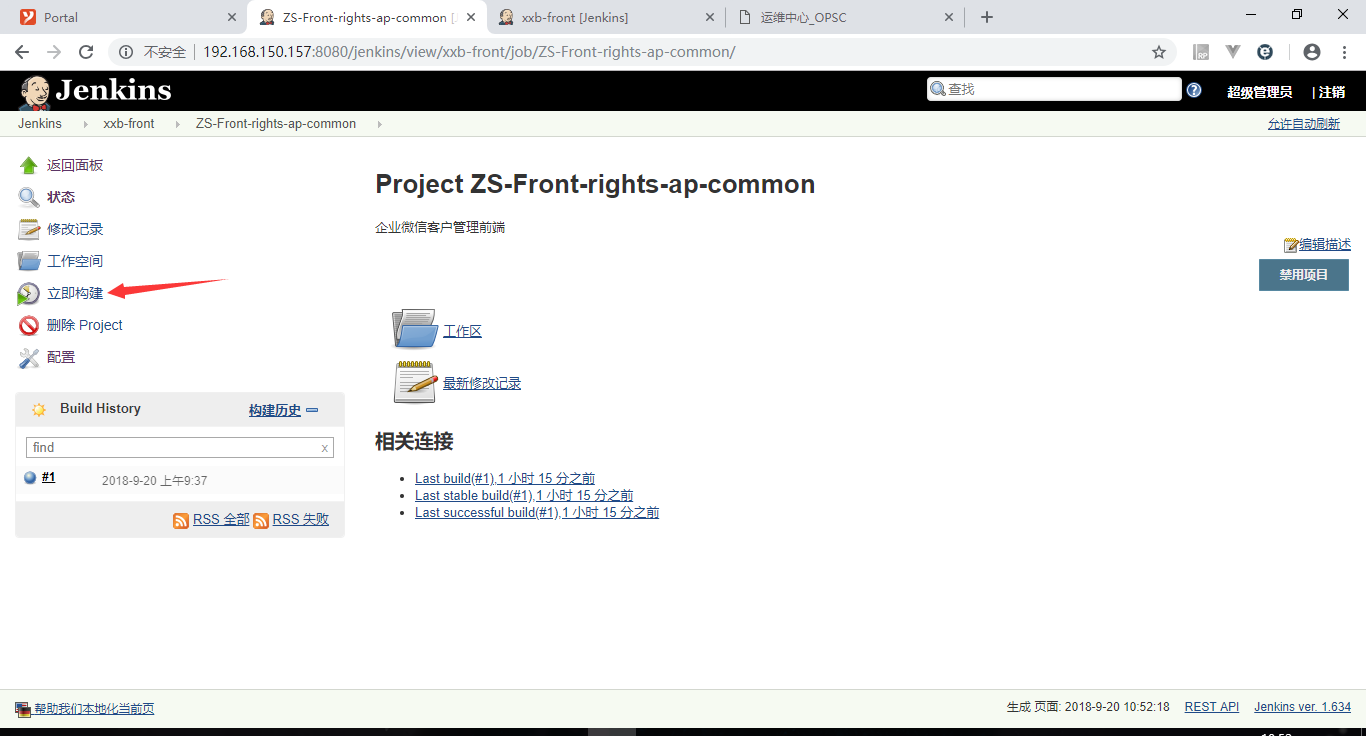 Portal
ZS-Front-rights-ap-common [J
xxb-front [Jenkins]
运维中心_OPSC
不安全 192.168.150.157:8080/jenkins/view/xxb-front/job/ZS-Front-rights-ap-common/
RP
Jenkins
查找
?
超级管理员 | 注销
Jenkins xxb-front ZS-Front-rights-ap-common
允许自动刷新
返回面板
状态
修改记录
工作空间
立即构建
删除 Project
配置
Build History 构建历史
find x
#1 2018-9-20 上午9:37
RSS 全部 RSS 失败
Project ZS-Front-rights-ap-common
企业微信客户管理前端
编辑描述
禁用项目
工作区
最新修改记录
相关连接
Last build(#1),1 小时 15 分之前
Last stable build(#1),1 小时 15 分之前
Last successful build(#1),1 小时 15 分之前
帮助我们本地化当前页
生成 页面: 2018-9-20 10:52:18 REST API Jenkins ver. 1.634